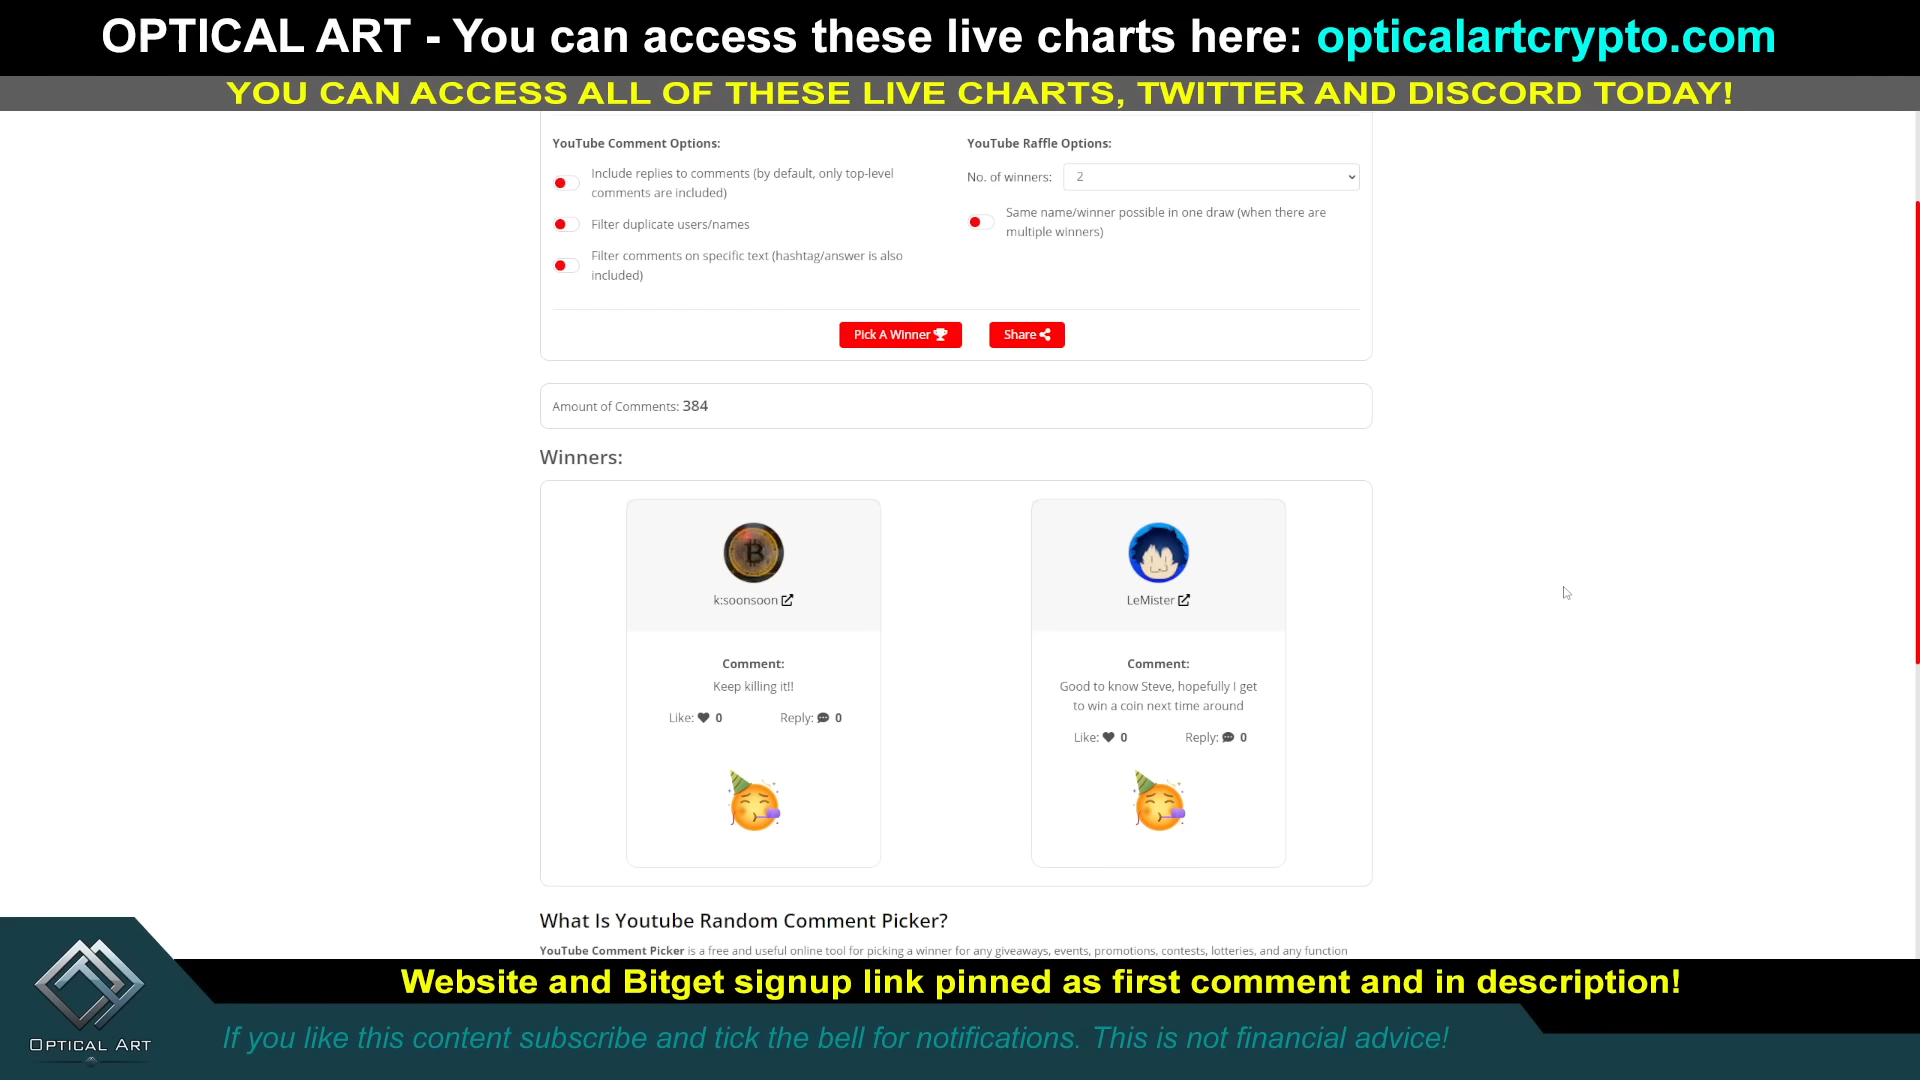 OPTICAL ART - You can access these live charts here: opticalartcrypto.com
YOU CAN ACCESS ALL OF THESE LIVE CHARTS, TWITTER AND DISCORD TODAY!
YouTube Comment Options:
Include replies to comments (by default, only top-level
comments are included)
Filter duplicate users/names
Filter comments on specific text (hashtag/answer is also
included)
YouTube Raffle Options:
No. of winners: 2
Same name/winner possible in one draw (when there are
multiple winners)
Pick A Winner
Share
Amount of Comments: 384
Winners:
k:soonsoon
Comment:
Keep killing it!!
Like: 0 Reply: 0
LeMister
Comment:
Good to know Steve, hopefully I get
to win a coin next time around
Like: 0 Reply: 0
What Is Youtube Random Comment Picker?
YouTube Comment Picker is a free and useful online tool for picking a winner for any giveaways, events, promotions, contests, lotteries, and any function
Website and Bitget signup link pinned as first comment and in description!
If you like this content subscribe and tick the bell for notifications. This is not financial advice!
OPTICAL ART